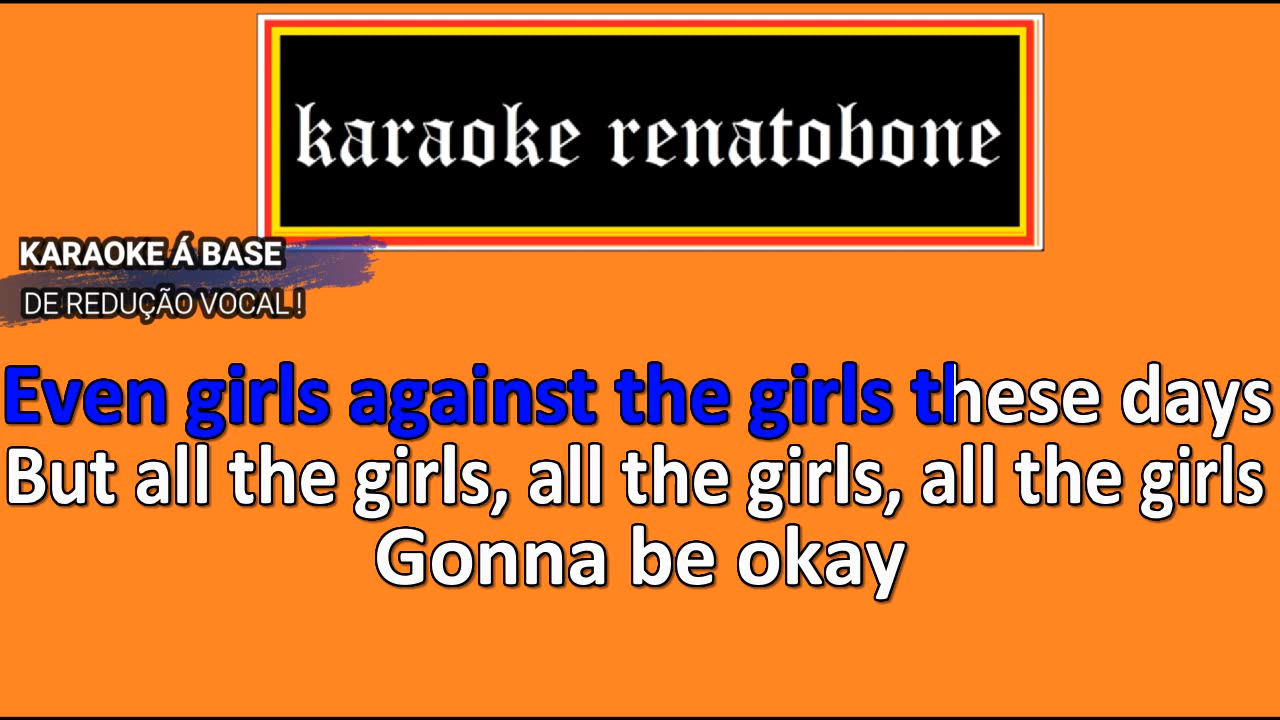 karaoke renatobone
KARAOKE Á BASE
DE REDUÇÃO VOCAL !
Even girls against the girls these days
But all the girls, all the girls, all the girls
Gonna be okay